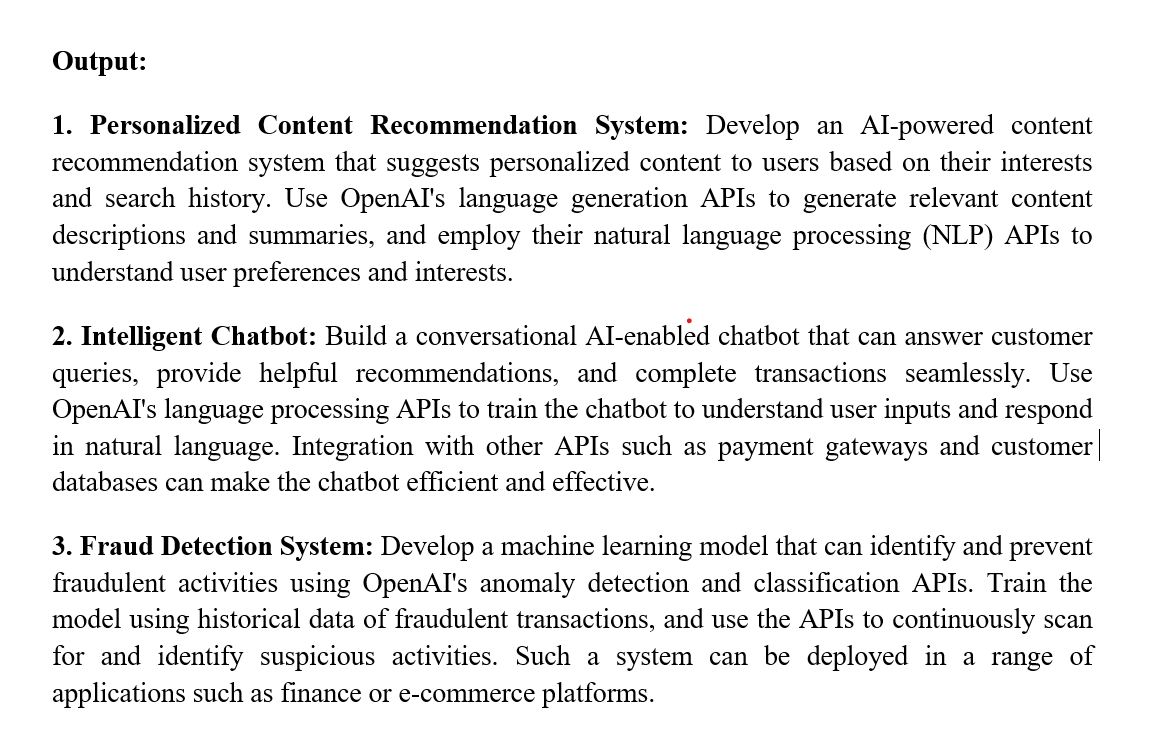 Output:
1. Personalized Content Recommendation System: Develop an AI-powered content
recommendation system that suggests personalized content to users based on their interests
and search history. Use OpenAI's language generation APIs to generate relevant content
descriptions and summaries, and employ their natural language processing (NLP) APIs to
understand user preferences and interests.
2. Intelligent Chatbot: Build a conversational AI-enabled chatbot that can answer customer
queries, provide helpful recommendations, and complete transactions seamlessly. Use
OpenAI's language processing APIs to train the chatbot to understand user inputs and respond
in natural language. Integration with other APIs such as payment gateways and customer
databases can make the chatbot efficient and effective.
3. Fraud Detection System: Develop a machine learning model that can identify and prevent
fraudulent activities using OpenAI's anomaly detection and classification APIs. Train the
model using historical data of fraudulent transactions, and use the APIs to continuously scan
for and identify suspicious activities. Such a system can be deployed in a range of
applications such as finance or e-commerce platforms.